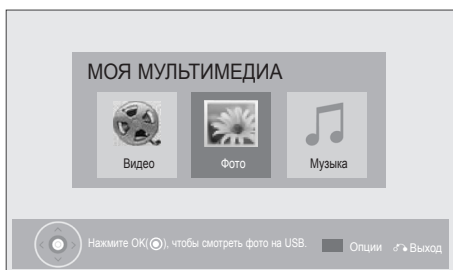 МОЯ МУЛЬТИМЕДИА
Видео
Фото
Музыка
Нажмите OK(◉), чтобы смотреть фото на USB.
Опции
Выход